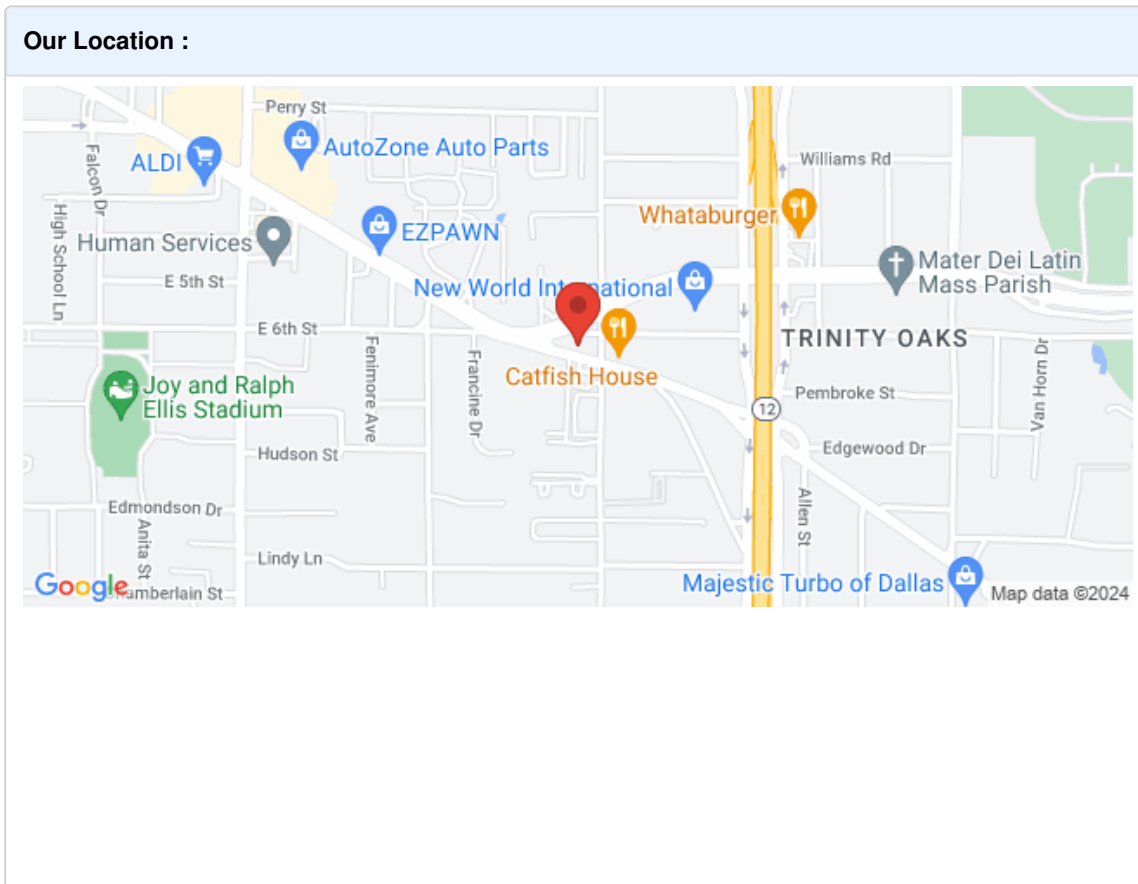 Our Location :
Perry St
AutoZone Auto Parts
ALDI
Williams Rd
Falcon Dr
High School Ln
Whataburger
EZPAWN
Human Services
Mater Dei Latin
Mass Parish
E 5th St
New World International
E 6th St
TRINITY OAKS
Fenimore Ave
Francine Dr
Van Horn Dr
Catfish House
Joy and Ralph
Ellis Stadium
Pembroke St
12
Hudson St
Edgewood Dr
Edmondson Dr
Anita St
Allen St
Lindy Ln
Majestic Turbo of Dallas
Google
hamberlain St
Map data ©2024